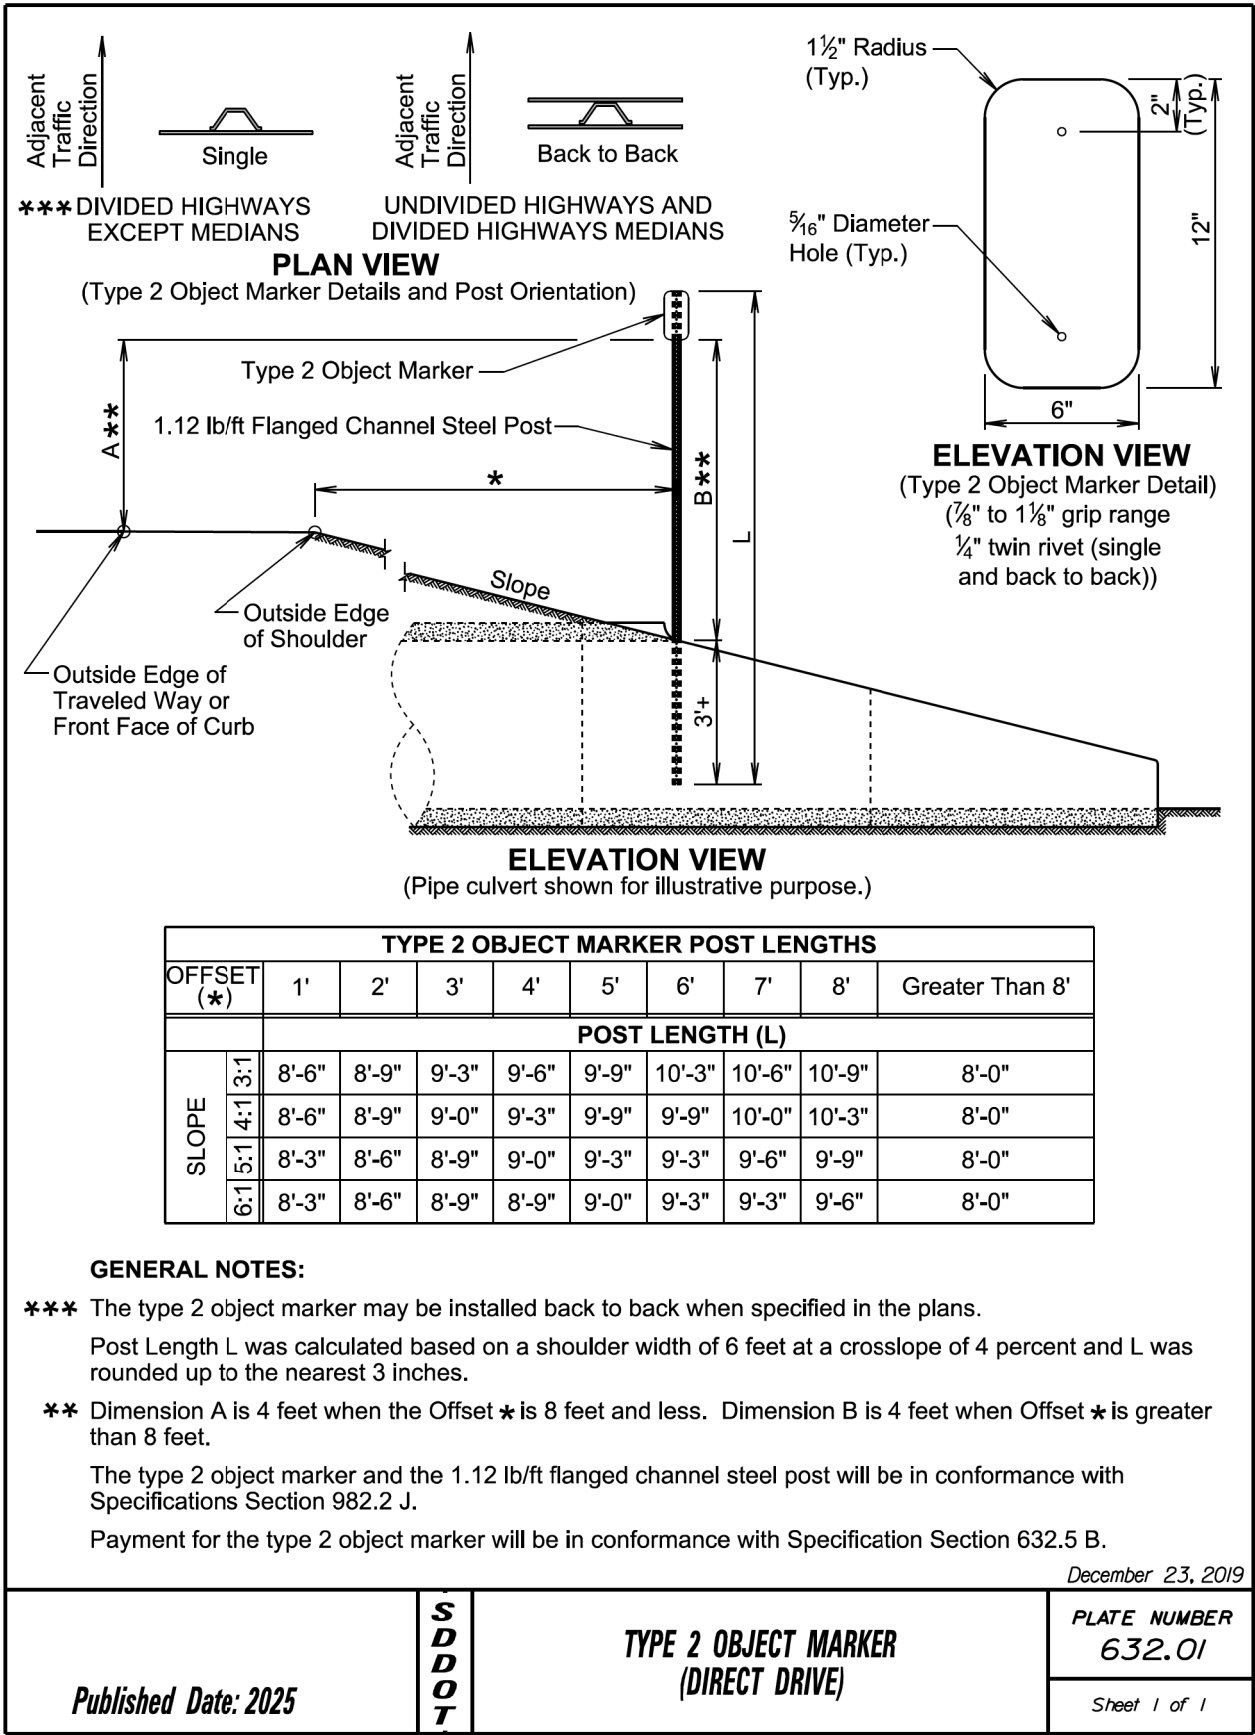 Adjacent
Traffic
Direction
Single
***DIVIDED HIGHWAYS
EXCEPT MEDIANS
Adjacent
Traffic
Direction
Back to Back
UNDIVIDED HIGHWAYS AND
DIVIDED HIGHWAYS MEDIANS
PLAN VIEW
(Type 2 Object Marker Details and Post Orientation)
1½" Radius
(Typ.)
2"
(Typ.)
12"
⁵⁄₁₆" Diameter
Hole (Typ.)
6"
ELEVATION VIEW
(Type 2 Object Marker Detail)
(⅞" to 1⅛" grip range
¼" twin rivet (single
and back to back))
Type 2 Object Marker
1.12 lb/ft Flanged Channel Steel Post
A**
*
B**
L
Slope
Outside Edge
of Shoulder
Outside Edge of
Traveled Way or
Front Face of Curb
3'+
ELEVATION VIEW
(Pipe culvert shown for illustrative purpose.)
TYPE 2 OBJECT MARKER POST LENGTHS
OFFSET
(*)
1' 2' 3' 4' 5' 6' 7' 8' Greater Than 8'
POST LENGTH (L)
SLOPE
3:1 8'-6" 8'-9" 9'-3" 9'-6" 9'-9" 10'-3" 10'-6" 10'-9" 8'-0"
4:1 8'-6" 8'-9" 9'-0" 9'-3" 9'-9" 9'-9" 10'-0" 10'-3" 8'-0"
5:1 8'-3" 8'-6" 8'-9" 9'-0" 9'-3" 9'-3" 9'-6" 9'-9" 8'-0"
6:1 8'-3" 8'-6" 8'-9" 8'-9" 9'-0" 9'-3" 9'-3" 9'-6" 8'-0"
GENERAL NOTES:
*** The type 2 object marker may be installed back to back when specified in the plans.
Post Length L was calculated based on a shoulder width of 6 feet at a crosslope of 4 percent and L was
rounded up to the nearest 3 inches.
** Dimension A is 4 feet when the Offset * is 8 feet and less. Dimension B is 4 feet when Offset * is greater
than 8 feet.
The type 2 object marker and the 1.12 lb/ft flanged channel steel post will be in conformance with
Specifications Section 982.2 J.
Payment for the type 2 object marker will be in conformance with Specification Section 632.5 B.
December 23, 2019
Published Date: 2025
SDDOT
TYPE 2 OBJECT MARKER
(DIRECT DRIVE)
PLATE NUMBER
632.01
Sheet 1 of 1